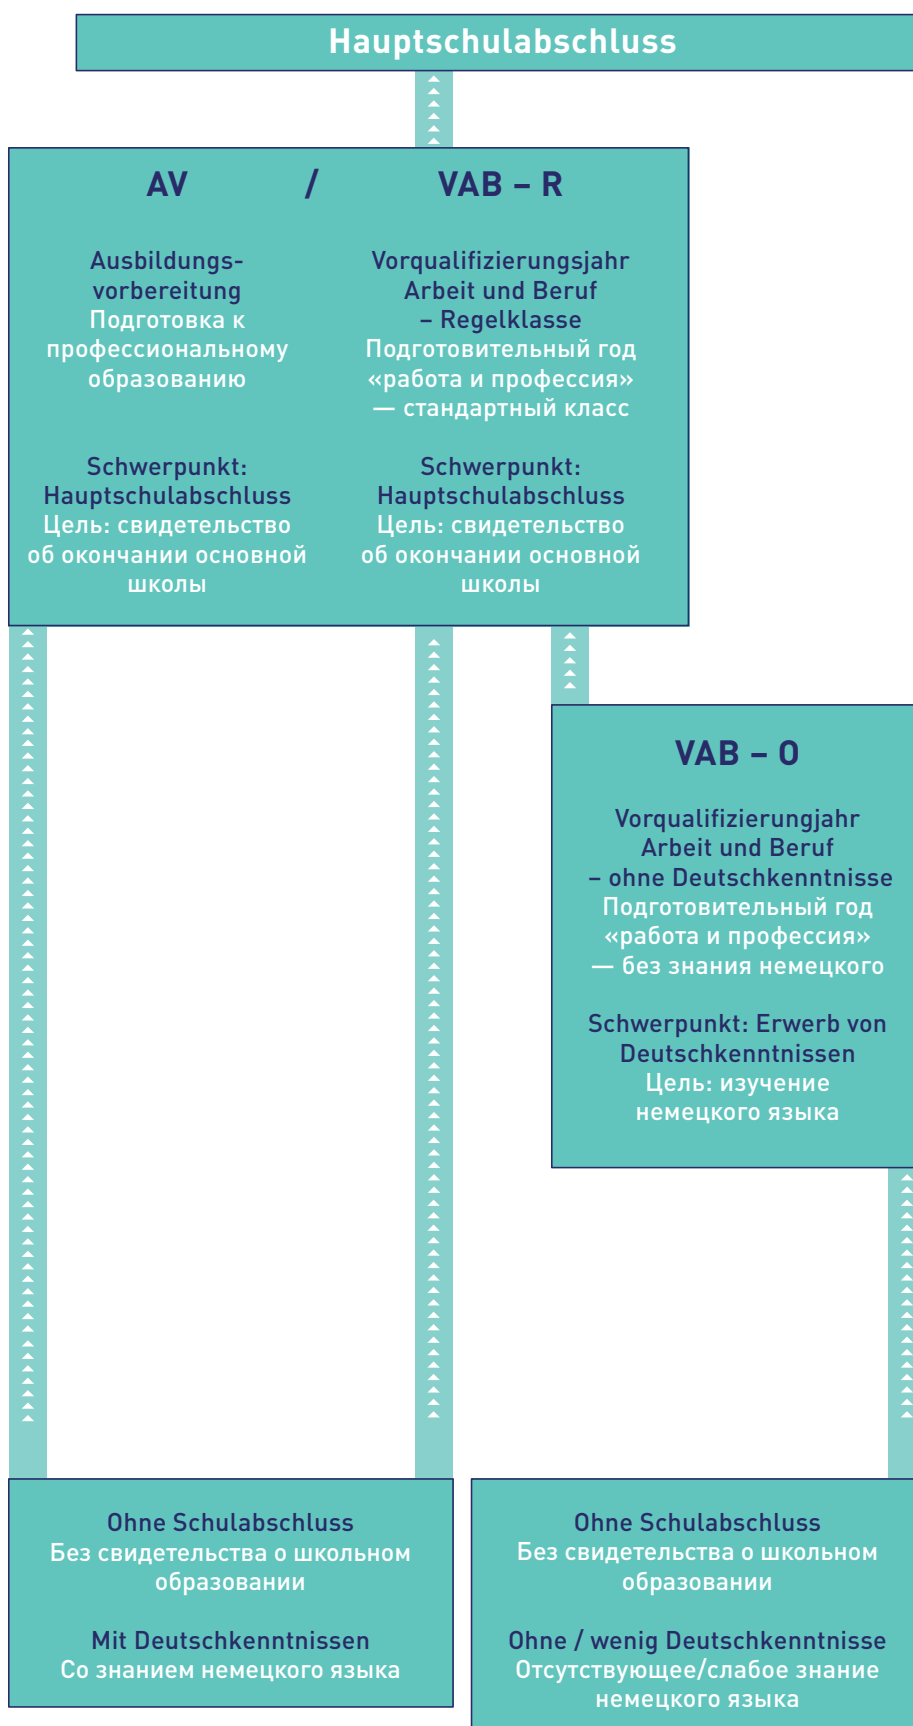 Hauptschulabschluss
AV / VAB – R
Ausbildungs-
vorbereitung
Подготовка к
профессиональному
образованию
Schwerpunkt:
Hauptschulabschluss
Цель: свидетельство
об окончании основной
школы
Vorqualifizierungsjahr
Arbeit und Beruf
– Regelklasse
Подготовительный год
«работа и профессия»
— стандартный класс
Schwerpunkt:
Hauptschulabschluss
Цель: свидетельство
об окончании основной
школы
VAB – O
Vorqualifizierungjahr
Arbeit und Beruf
– ohne Deutschkenntnisse
Подготовительный год
«работа и профессия»
— без знания немецкого
Schwerpunkt: Erwerb von
Deutschkenntnissen
Цель: изучение
немецкого языка
Ohne Schulabschluss
Без свидетельства о школьном
образовании
Mit Deutschkenntnissen
Со знанием немецкого языка
Ohne Schulabschluss
Без свидетельства о школьном
образовании
Ohne / wenig Deutschkenntnisse
Отсутствующее/слабое знание
немецкого языка